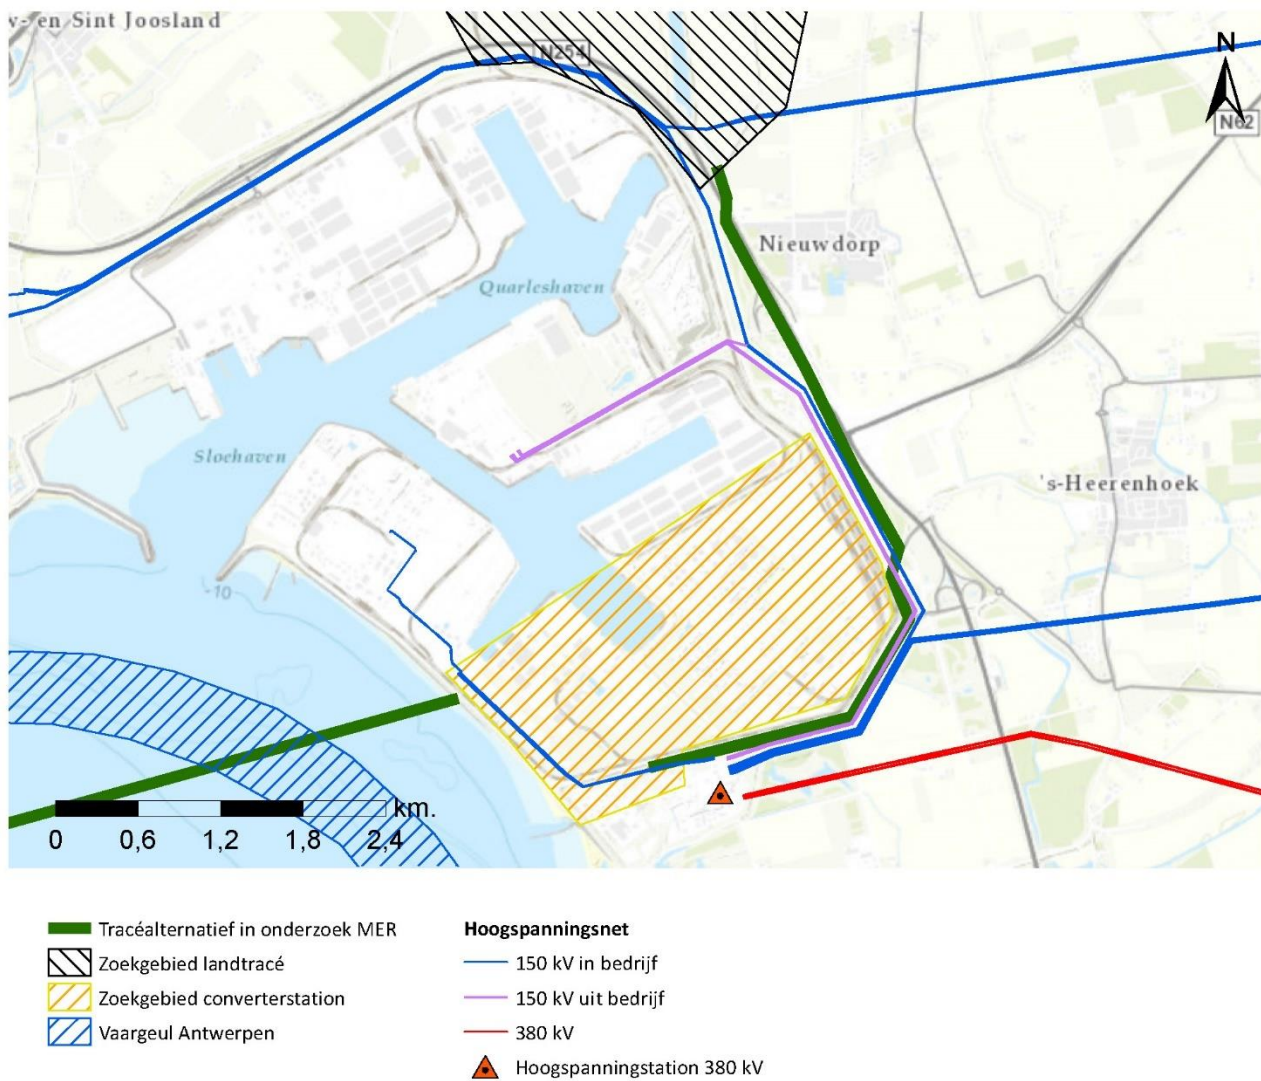 w- en Sint Joosland
N254
N
N62
Nieuwdorp
Quarleshaven
Sloehaven
's-Heerenhoek
-10
km.
0 0,6 1,2 1,8 2,4
Tracéalternatief in onderzoek MER
Zoekgebied landtracé
Zoekgebied converterstation
Vaargeul Antwerpen
Hoogspanningsnet
150 kV in bedrijf
150 kV uit bedrijf
380 kV
Hoogspanningstation 380 kV